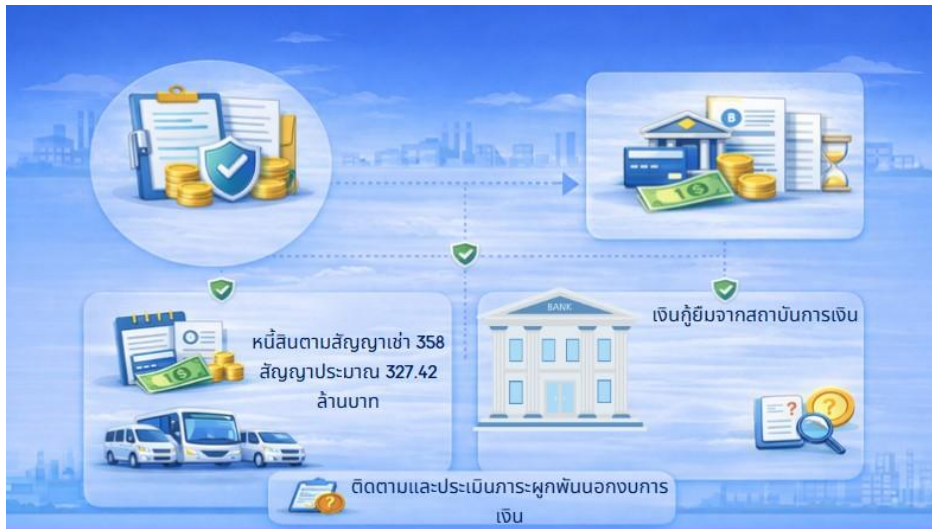 หนี้สินตามสัญญาเช่า 358
สัญญาประมาณ 327.42
ล้านบาท
BANK
เงินกู้ยืมจากสถาบันการเงิน
ติดตามและประเมินภาระผูกพันนอกงบการ
เงิน